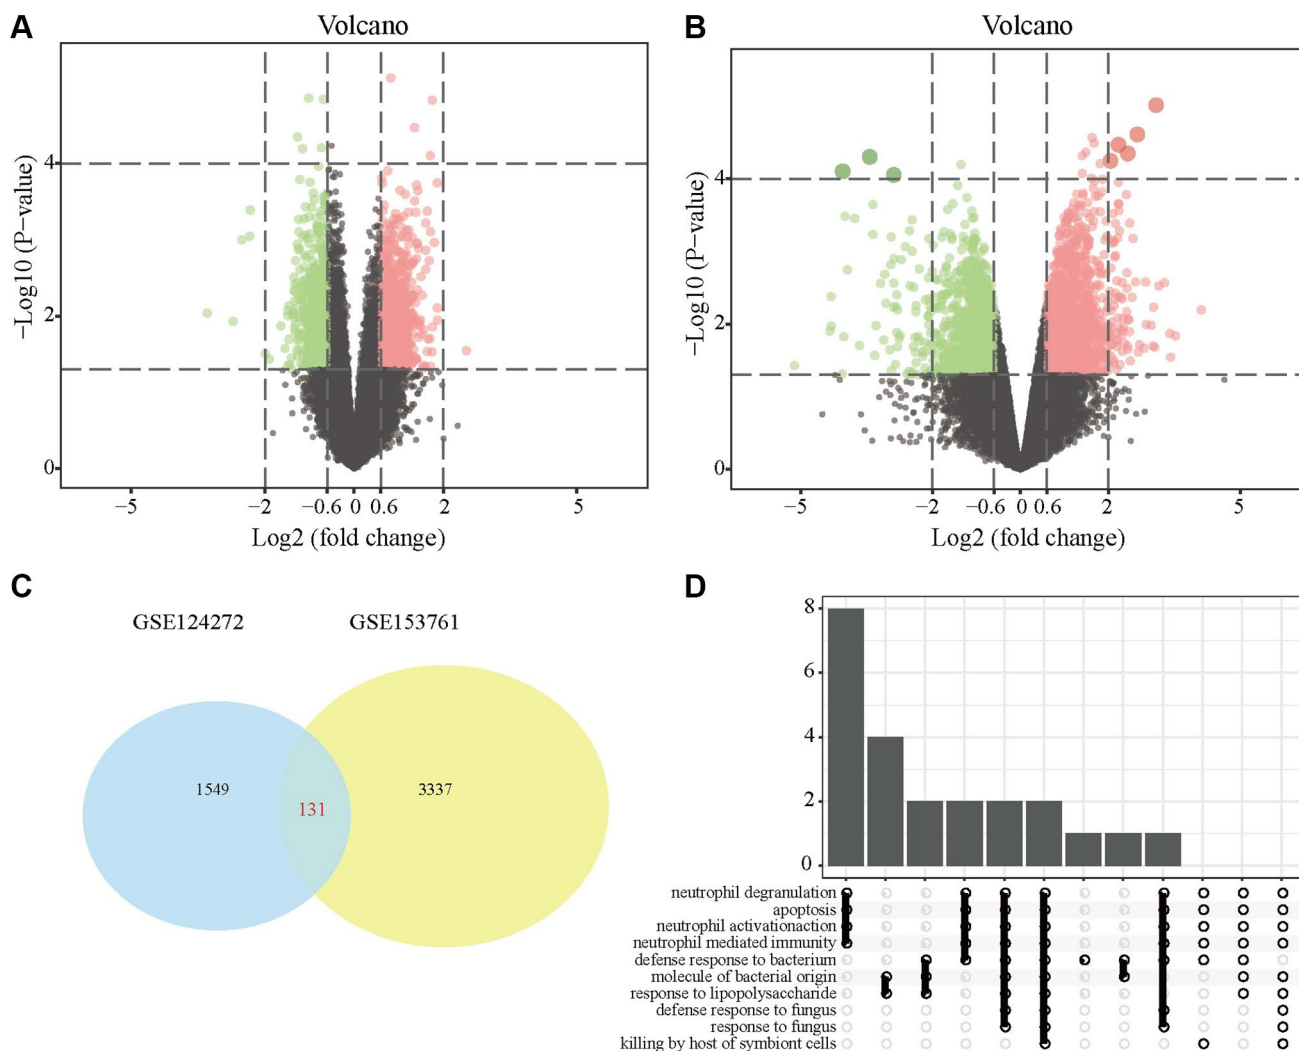 A
Volcano
−Log10 (P−value)
4
2
0
−5
−2
−0.6
0
0.6
2
5
Log2 (fold change)
B
Volcano
−Log10 (P−value)
4
2
0
−5
−2
−0.6
0
0.6
2
5
Log2 (fold change)
C
GSE124272
GSE153761
1549
131
3337
D
8
6
4
2
0
neutrophil degranulation
apoptosis
neutrophil activationaction
neutrophil mediated immunity
defense response to bacterium
molecule of bacterial origin
response to lipopolysaccharide
defense response to fungus
response to fungus
killing by host of symbiont cells